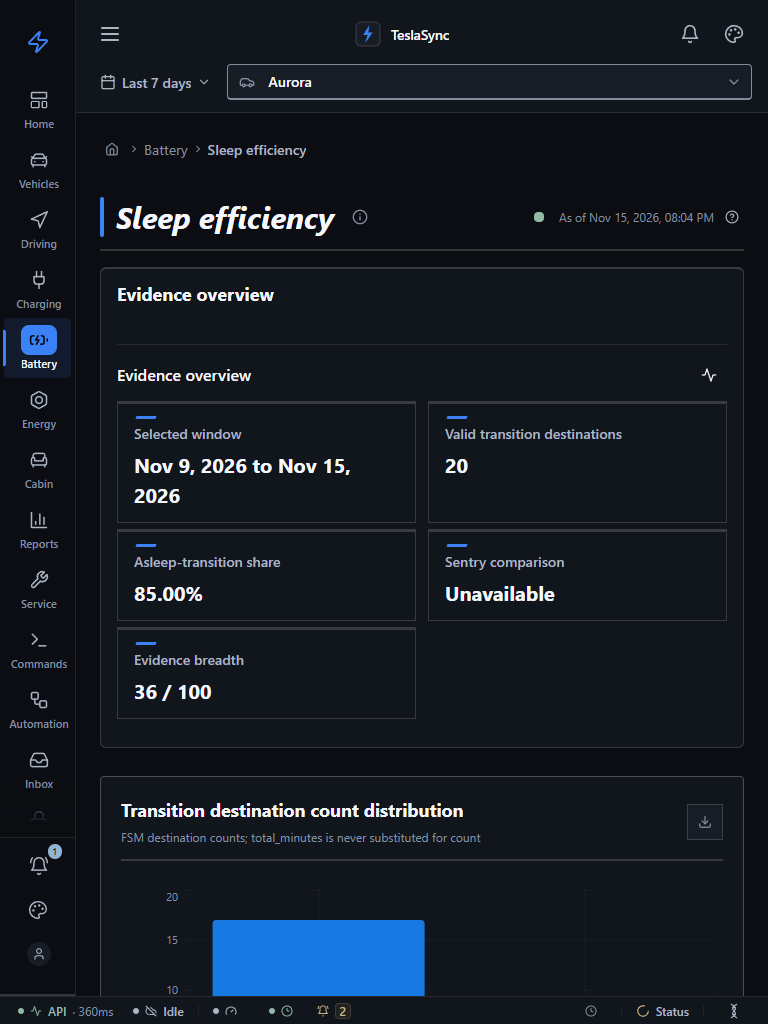 TeslaSync
Last 7 days
Aurora
Home
Vehicles
Driving
Charging
Battery
Energy
Cabin
Reports
Service
Commands
Automation
Inbox
1
Battery
Sleep efficiency
Sleep efficiency
As of Nov 15, 2026, 08:04 PM
Evidence overview
Evidence overview
Selected window
Nov 9, 2026 to Nov 15,
2026
Valid transition destinations
20
Asleep-transition share
85.00%
Sentry comparison
Unavailable
Evidence breadth
36 / 100
Transition destination count distribution
FSM destination counts; total_minutes is never substituted for count
20
15
10
API · 360ms
Idle
2
Status